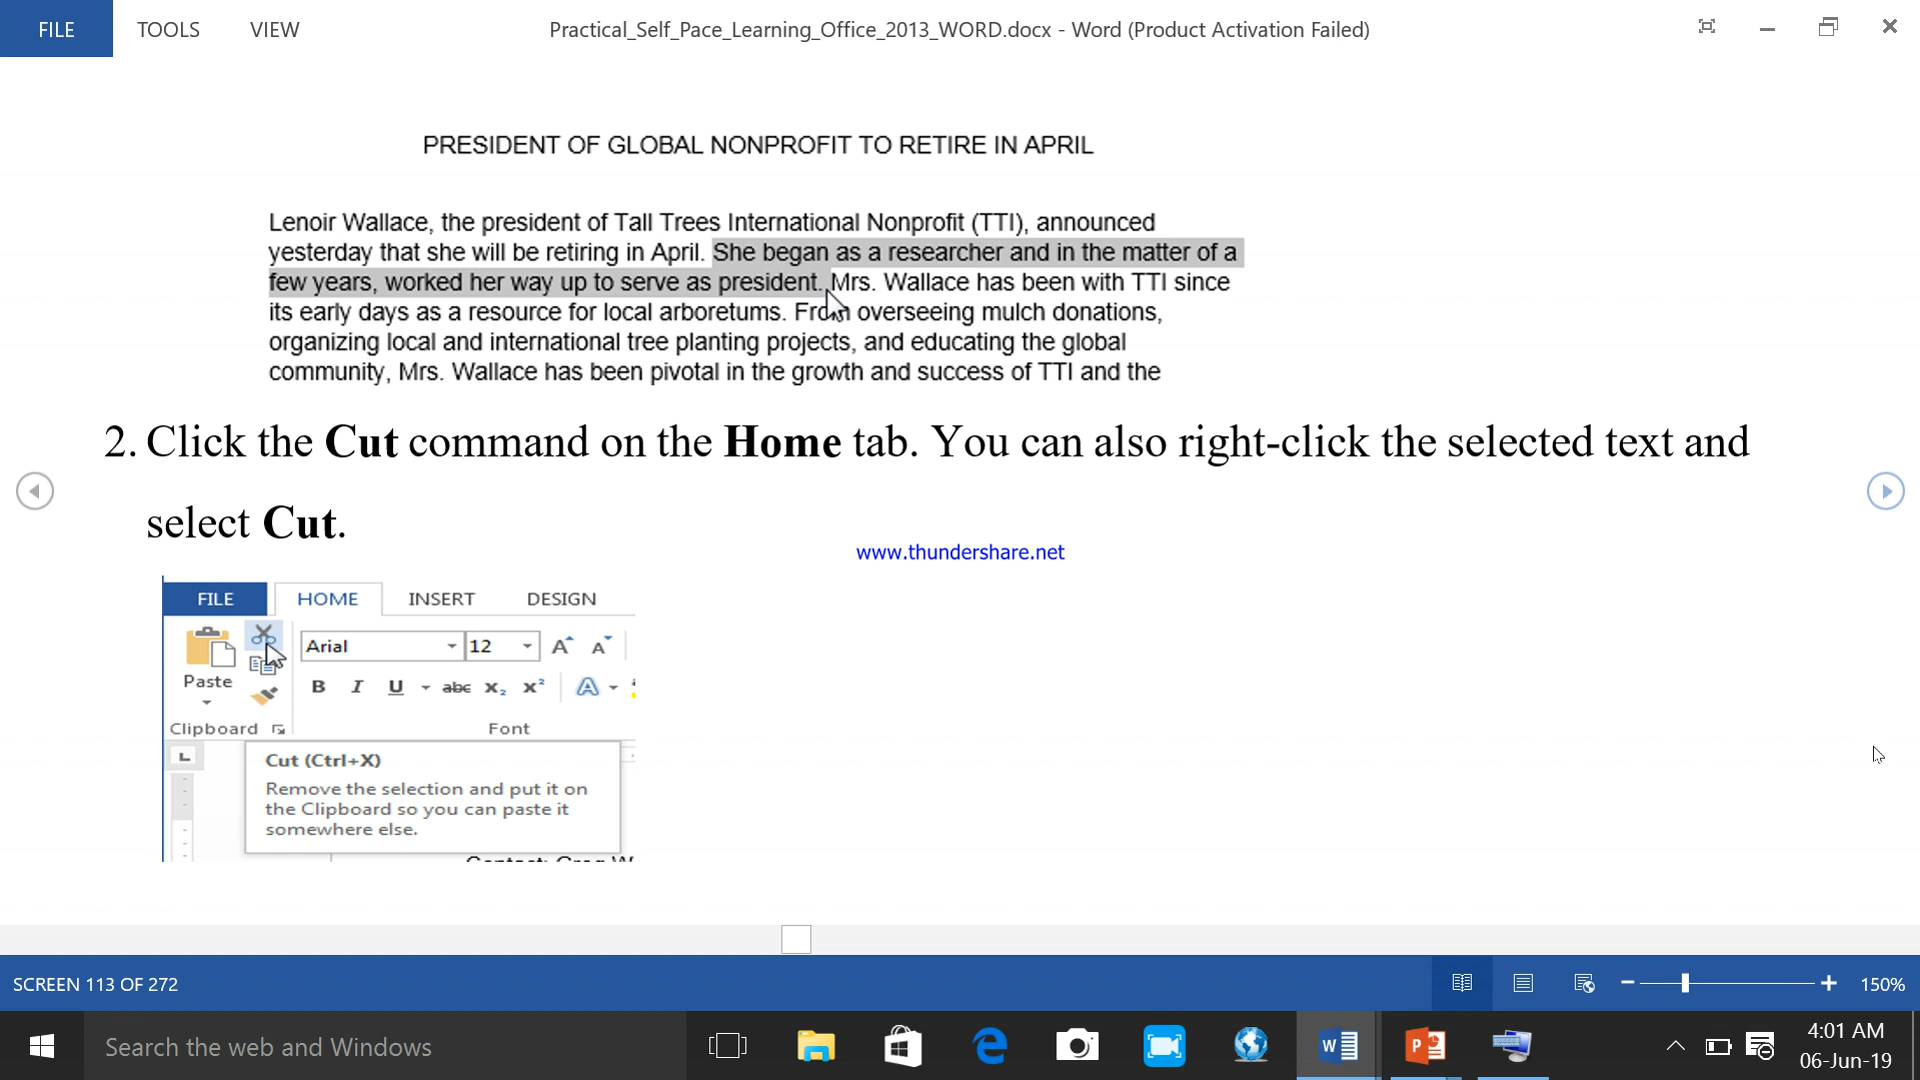 FILE TOOLS VIEW Practical_Self_Pace_Learning_Office_2013_WORD.docx - Word (Product Activation Failed)
PRESIDENT OF GLOBAL NONPROFIT TO RETIRE IN APRIL
Lenoir Wallace, the president of Tall Trees International Nonprofit (TTI), announced
yesterday that she will be retiring in April. She began as a researcher and in the matter of a
few years, worked her way up to serve as president. Mrs. Wallace has been with TTI since
its early days as a resource for local arboretums. From overseeing mulch donations,
organizing local and international tree planting projects, and educating the global
community, Mrs. Wallace has been pivotal in the growth and success of TTI and the
2. Click the Cut command on the Home tab. You can also right-click the selected text and
select Cut.
www.thundershare.net
FILE HOME INSERT DESIGN
Arial 12 A A
Paste B I U abc x₂ x² A
Clipboard Font
L
Cut (Ctrl+X)
Remove the selection and put it on
the Clipboard so you can paste it
somewhere else.
SCREEN 113 OF 272 150%
Search the web and Windows
4:01 AM
06-Jun-19